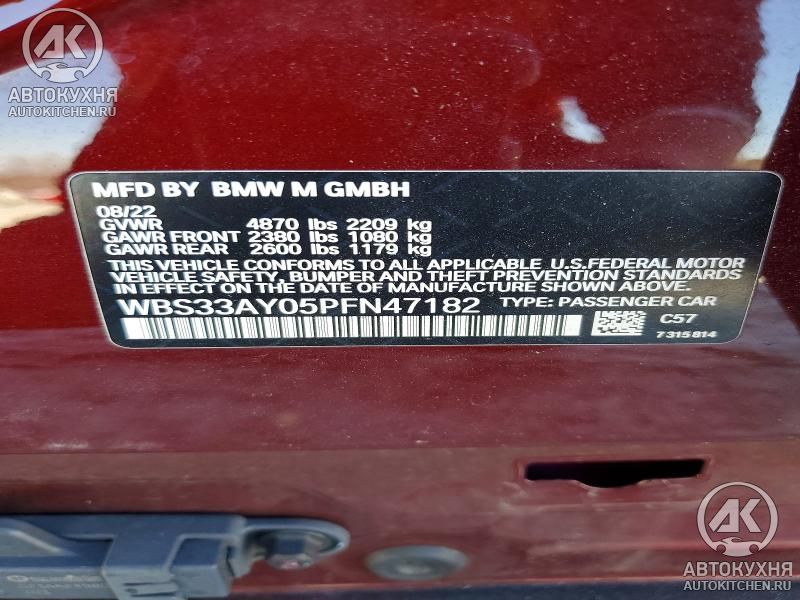 AK
АВТОКУХНЯ
AUTOKITCHEN.RU
MFD BY BMW M GMBH
08/22
GVWR 4870 lbs 2209 kg
GAWR FRONT 2380 lbs 1080 kg
GAWR REAR 2600 lbs 1179 kg
THIS VEHICLE CONFORMS TO ALL APPLICABLE U.S.FEDERAL MOTOR
VEHICLE SAFETY, BUMPER AND THEFT PREVENTION STANDARDS
IN EFFECT ON THE DATE OF MANUFACTURE SHOWN ABOVE.
WBS33AY05PFN47182 TYPE: PASSENGER CAR
C57
7 315 814
AK
АВТОКУХНЯ
AUTOKITCHEN.RU